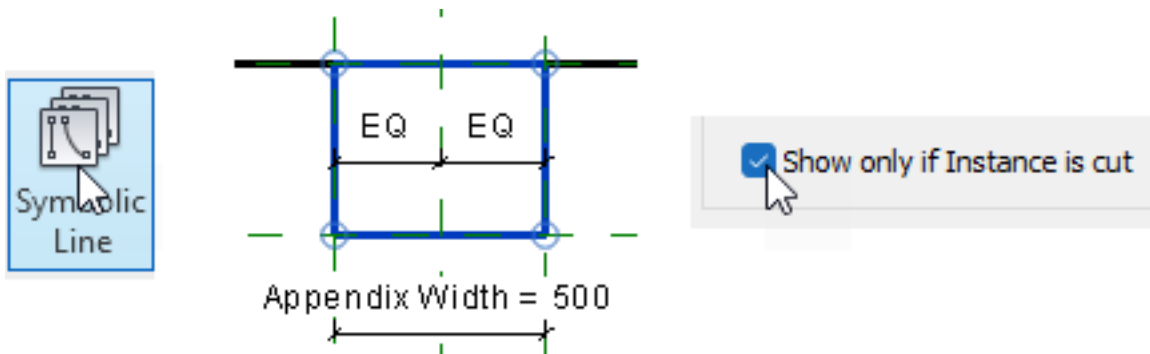 Symbolic
Line
EQ EQ
Appendix Width = 500
Show only if Instance is cut